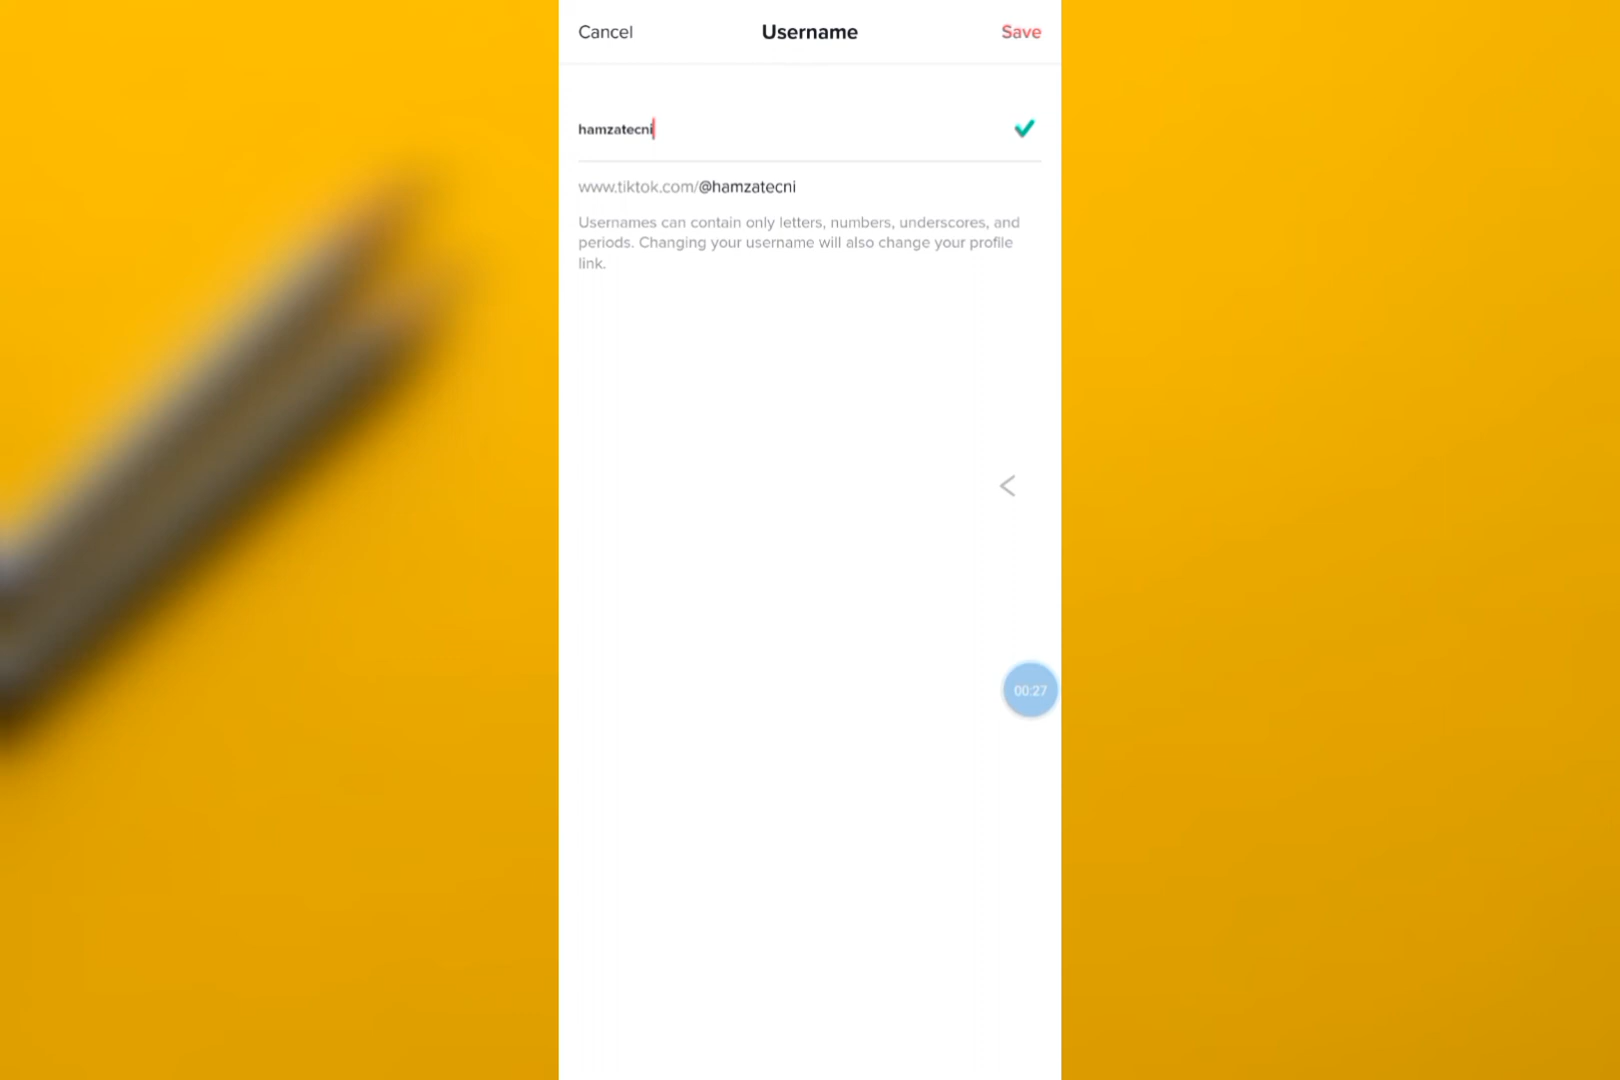 Cancel
Username
Save
hamzatecni
www.tiktok.com/@hamzatecni
Usernames can contain only letters, numbers, underscores, and
periods. Changing your username will also change your profile
link.
00:27